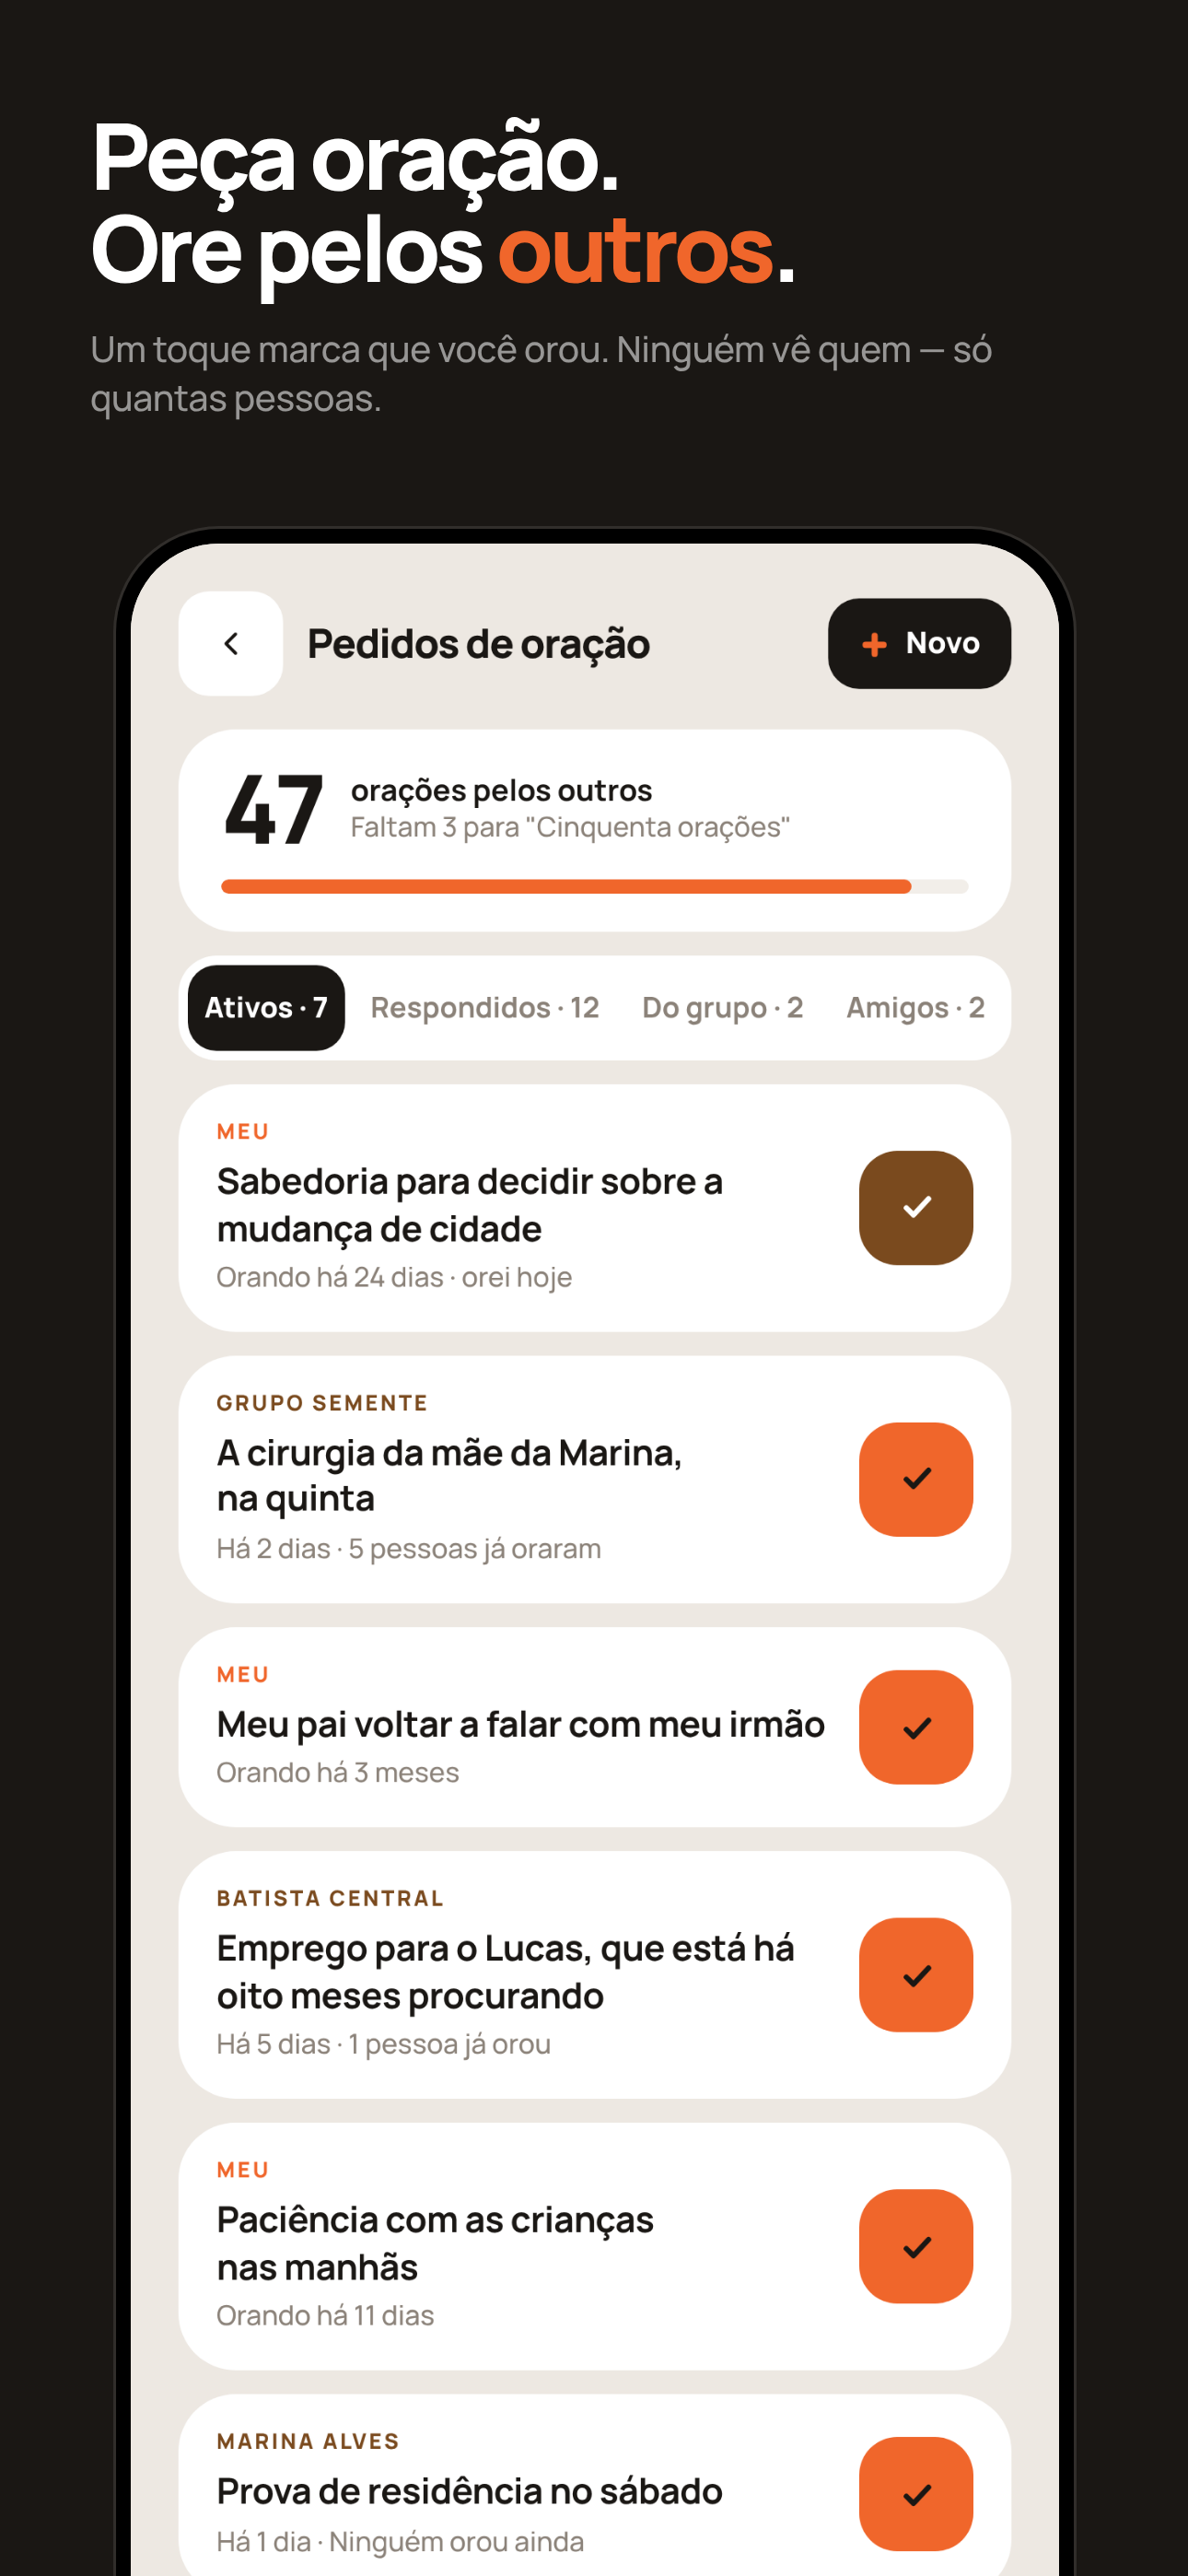 Peça oração.
Ore pelos outros.
Um toque marca que você orou. Ninguém vê quem — só
quantas pessoas.
Pedidos de oração
+ Novo
47
orações pelos outros
Faltam 3 para "Cinquenta orações"
Ativos · 7
Respondidos · 12
Do grupo · 2
Amigos · 2
MEU
Sabedoria para decidir sobre a
mudança de cidade
Orando há 24 dias · orei hoje
GRUPO SEMENTE
A cirurgia da mãe da Marina,
na quinta
Há 2 dias · 5 pessoas já oraram
MEU
Meu pai voltar a falar com meu irmão
Orando há 3 meses
BATISTA CENTRAL
Emprego para o Lucas, que está há
oito meses procurando
Há 5 dias · 1 pessoa já orou
MEU
Paciência com as crianças
nas manhãs
Orando há 11 dias
MARINA ALVES
Prova de residência no sábado
Há 1 dia · Ninguém orou ainda